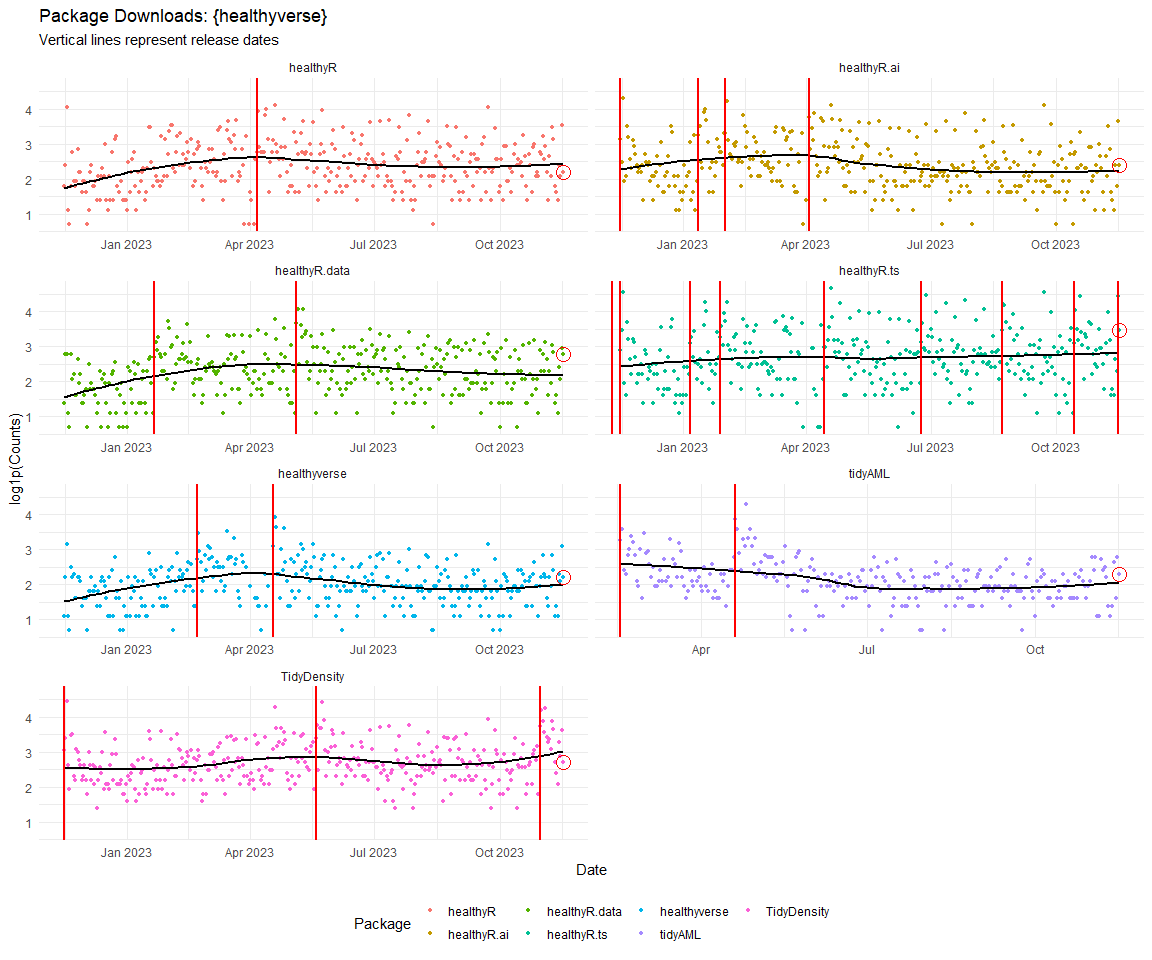 Package Downloads: {healthyverse}
Vertical lines represent release dates
healthyR
healthyR.ai
4
3
2
1
Jan 2023 Apr 2023 Jul 2023 Oct 2023
Jan 2023 Apr 2023 Jul 2023 Oct 2023
healthyR.data
healthyR.ts
4
3
2
1
Jan 2023 Apr 2023 Jul 2023 Oct 2023
Jan 2023 Apr 2023 Jul 2023 Oct 2023
log1p(Counts)
healthyverse
tidyAML
4
3
2
1
Jan 2023 Apr 2023 Jul 2023 Oct 2023
Apr Jul Oct
TidyDensity
4
3
2
1
Jan 2023 Apr 2023 Jul 2023 Oct 2023
Date
Package
healthyR healthyR.data healthyverse TidyDensity
healthyR.ai healthyR.ts tidyAML